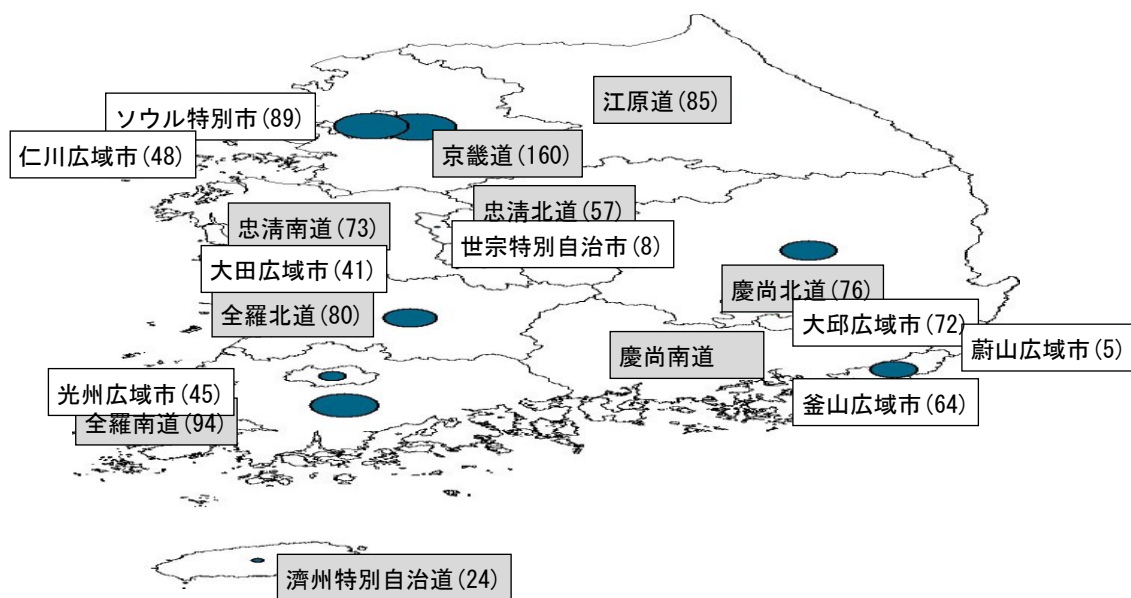 江原道(85)
ソウル特別市(89)
仁川広域市(48)
京畿道(160)
忠淸北道(57)
忠淸南道(73)
世宗特別自治市(8)
大田広域市(41)
慶尚北道(76)
全羅北道(80)
大邱広域市(72)
蔚山広域市(5)
慶尚南道
光州広域市(45)
釜山広域市(64)
全羅南道(94)
濟州特別自治道(24)